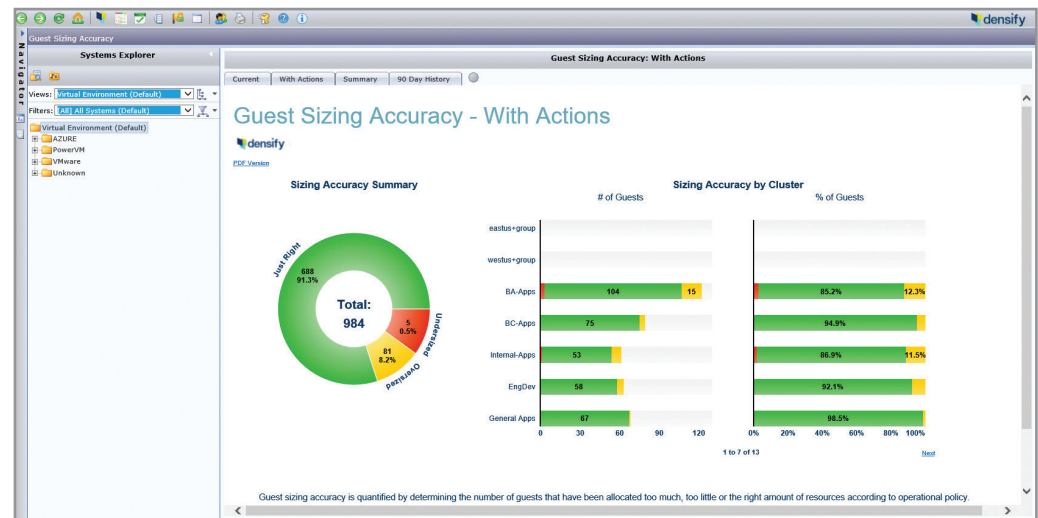 densify
Guest Sizing Accuracy
Navigator
Systems Explorer
Views: Virtual Environment (Default)
Filters: [All] All Systems (Default)
Virtual Environment (Default)
AZURE
PowerVM
VMware
Unknown
Guest Sizing Accuracy: With Actions
Current With Actions Summary 90 Day History
Guest Sizing Accuracy - With Actions
densify
PDF Version
Sizing Accuracy Summary
Just Right
688
91.3%
Total:
984
5
0.5%
Undersized
81
8.2%
Oversized
Sizing Accuracy by Cluster
# of Guests % of Guests
eastus+group
westus+group
BA-Apps 104 15 85.2% 12.3%
BC-Apps 75 94.9%
Internal-Apps 53 86.9% 11.5%
EngDev 58 92.1%
General Apps 67 98.5%
0 30 60 90 120 0% 20% 40% 60% 80% 100%
1 to 7 of 13 Next
Guest sizing accuracy is quantified by determining the number of guests that have been allocated too much, too little or the right amount of resources according to operational policy.